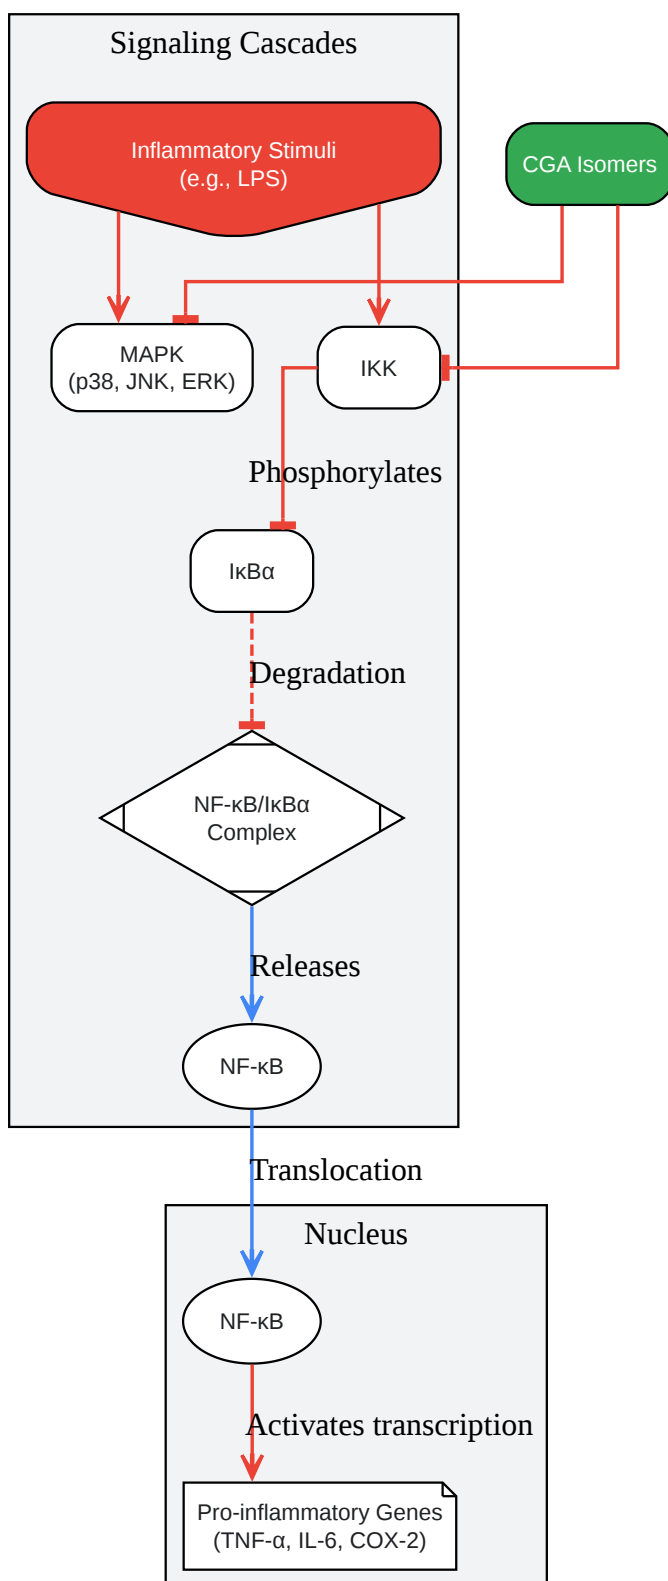 Signaling Cascades
Inflammatory Stimuli
(e.g., LPS)
CGA Isomers
MAPK
(p38, JNK, ERK)
IKK
Phosphorylates
IκBα
Degradation
NF-κB/IκBα
Complex
Releases
NF-κB
Translocation
Nucleus
NF-κB
Activates transcription
Pro-inflammatory Genes
(TNF-α, IL-6, COX-2)